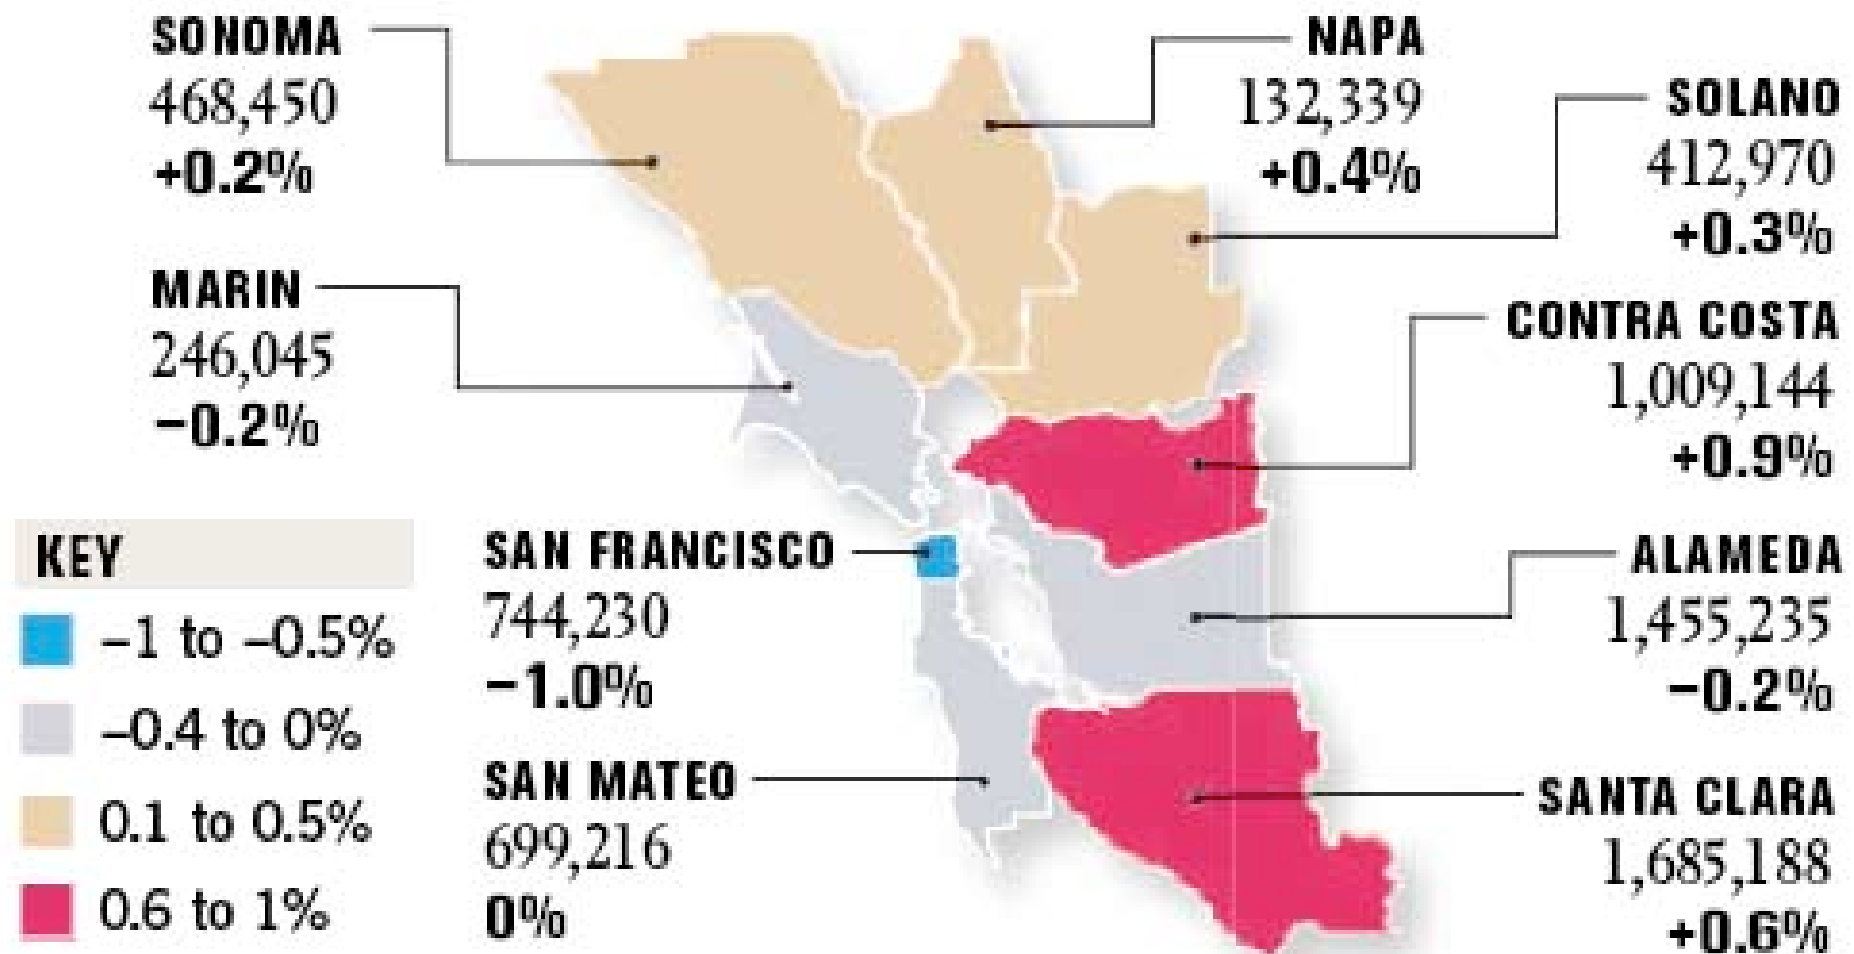 SONOMA
468,450
+0.2%
NAPA
132,339
+0.4%
SOLANO
412,970
+0.3%
MARIN
246,045
−0.2%
CONTRA COSTA
1,009,144
+0.9%
KEY
–1 to –0.5%
–0.4 to 0%
0.1 to 0.5%
0.6 to 1%
SAN FRANCISCO
744,230
−1.0%
ALAMEDA
1,455,235
−0.2%
SAN MATEO
699,216
0%
SANTA CLARA
1,685,188
+0.6%